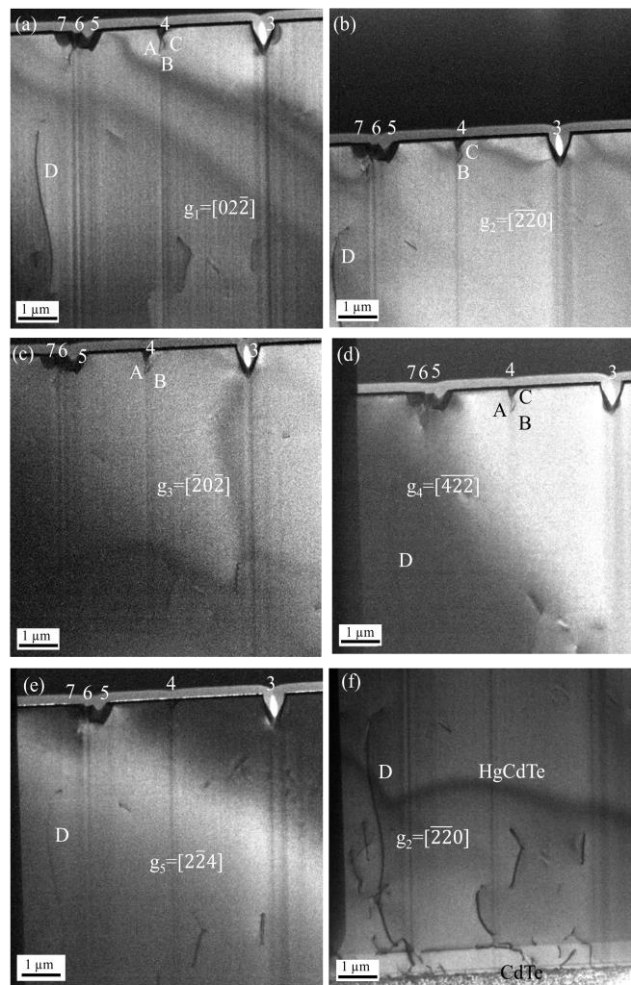 (a)
7 6 5 4 3
A C
B
D
g₁=[022̅]
1 μm
(b)
7 6 5 4 3
C
B
g₂=[2̅2̅0]
D
1 μm
(c)
7 6 5 4 3
A B
g₃=[2̅02̅]
1 μm
(d)
7 6 5 4 3
A C
B
g₄=[4̅2̅2̅]
D
1 μm
(e)
7 6 5 4 3
D
g₅=[22̅4]
1 μm
(f)
D
HgCdTe
g₂=[2̅2̅0]
1 μm
CdTe